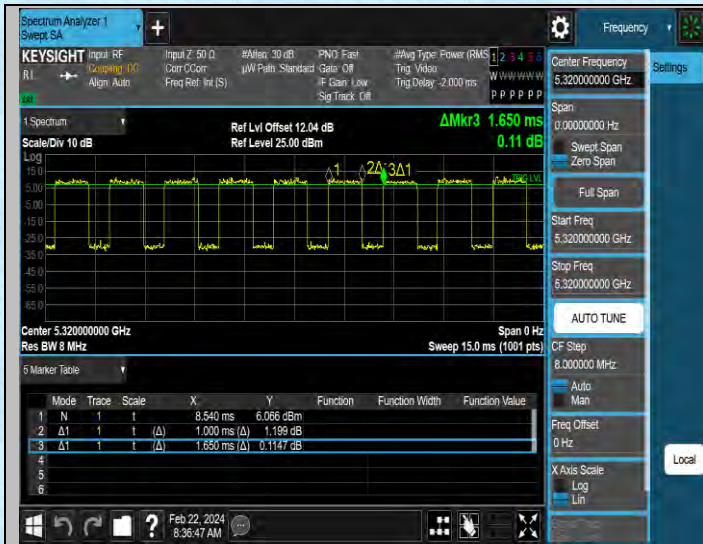 Spectrum Analyzer 1
Swept SA
+
Frequency
KEYSIGHT Input: RF Input Z: 50 Ω #Atten: 30 dB PNO: Fast #Avg Type: Power (RMS 1 2 3 4 5 6
RL Coupling: DC Corr CCorr µW Path: Standard Gate: Off Trig: Video W W W W W W
Align: Auto Freq Ref: Int (S) IF Gain: Low Trig Delay: -2.000 ms
Sig Track: Off P P P P P P
1 Spectrum
Scale/Div 10 dB
Ref Lvl Offset 12.04 dB
Ref Level 25.00 dBm
ΔMkr3 1.650 ms
0.11 dB
Log
15.0
5.00
-5.00
-15.0
-25.0
-35.0
-45.0
-55.0
-65.0
1 2Δ 3Δ1
TRIG LVL
Center 5.320000000 GHz Span 0 Hz
Res BW 8 MHz Sweep 15.0 ms (1001 pts)
5 Marker Table
Mode Trace Scale X Y Function Function Width Function Value
1 N 1 t 8.540 ms 6.066 dBm
2 Δ1 1 t (Δ) 1.000 ms (Δ) 1.199 dB
3 Δ1 1 t (Δ) 1.650 ms (Δ) 0.1147 dB
4
5
6
?
Feb 22, 2024
8:36:47 AM
Center Frequency
5.320000000 GHz
Settings
Span
0.00000000 Hz
Swept Span
Zero Span
Full Span
Start Freq
5.320000000 GHz
Stop Freq
5.320000000 GHz
AUTO TUNE
CF Step
8.000000 MHz
Auto
Man
Freq Offset
0 Hz
X Axis Scale
Log
Lin
Local